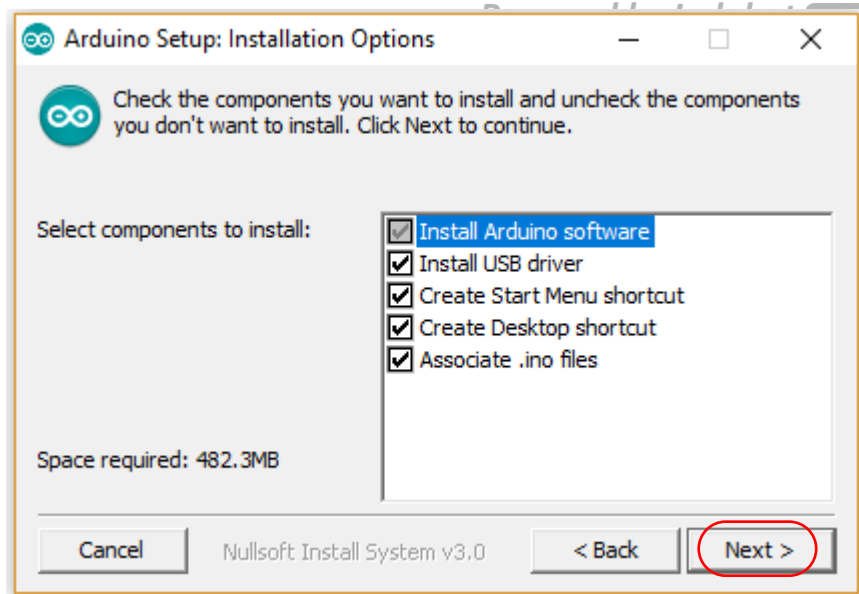 Arduino Setup: Installation Options
Check the components you want to install and uncheck the components
you don't want to install. Click Next to continue.
Select components to install:
Install Arduino software
Install USB driver
Create Start Menu shortcut
Create Desktop shortcut
Associate .ino files
Space required: 482.3MB
Cancel
Nullsoft Install System v3.0
< Back
Next >